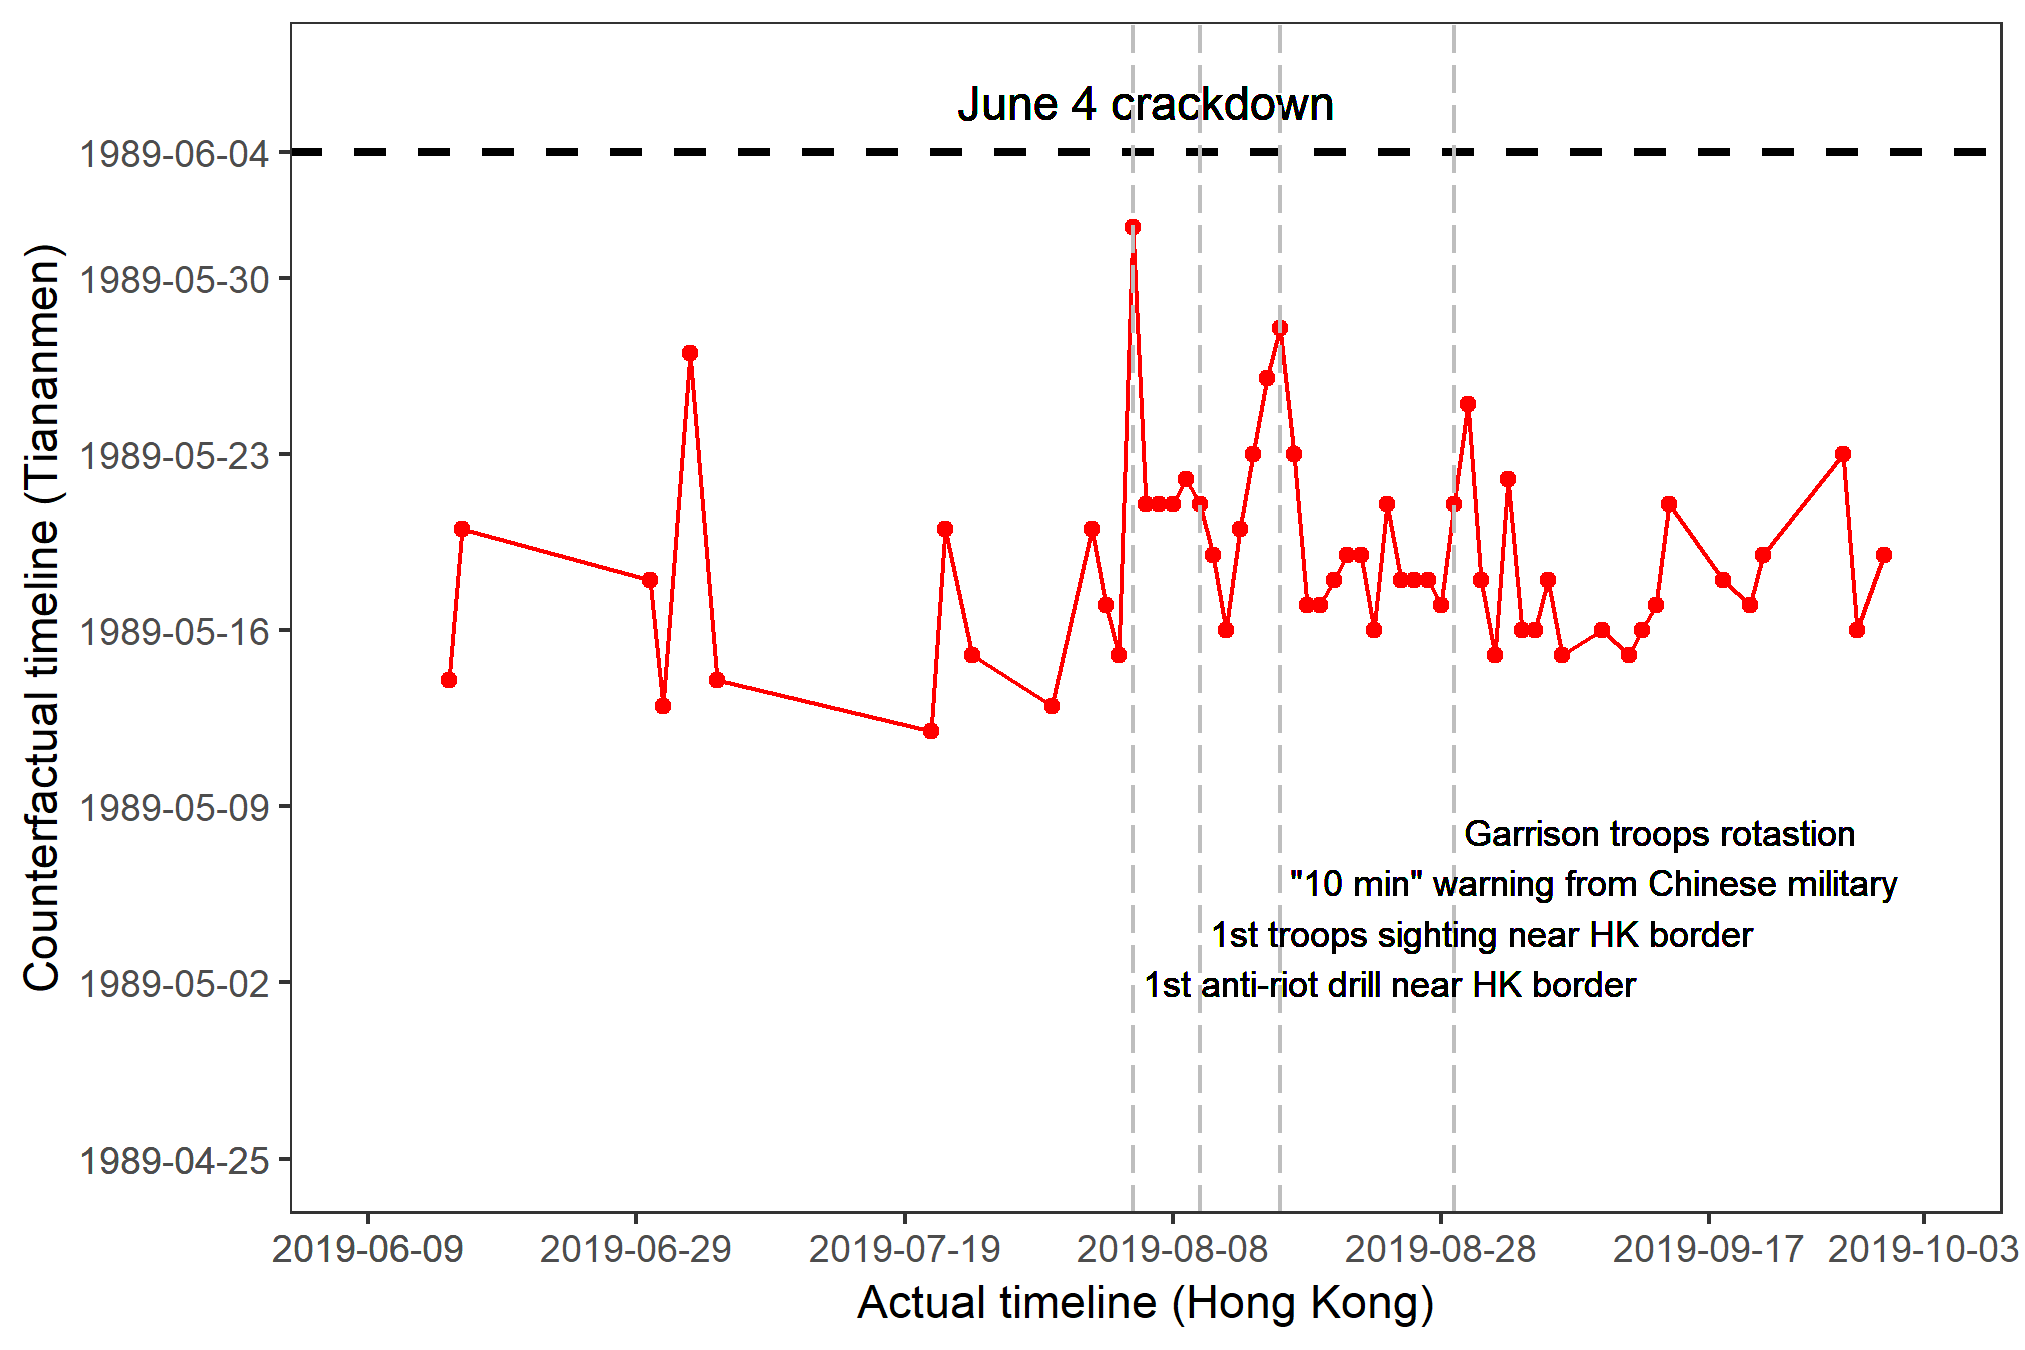 June 4 crackdown
1989-06-04
1989-05-30
1989-05-23
1989-05-16
1989-05-09
1989-05-02
1989-04-25
Counterfactual timeline (Tiananmen)
Garrison troops rotastion
"10 min" warning from Chinese military
1st troops sighting near HK border
1st anti-riot drill near HK border
2019-06-09 2019-06-29 2019-07-19 2019-08-08 2019-08-28 2019-09-17 2019-10-03
Actual timeline (Hong Kong)